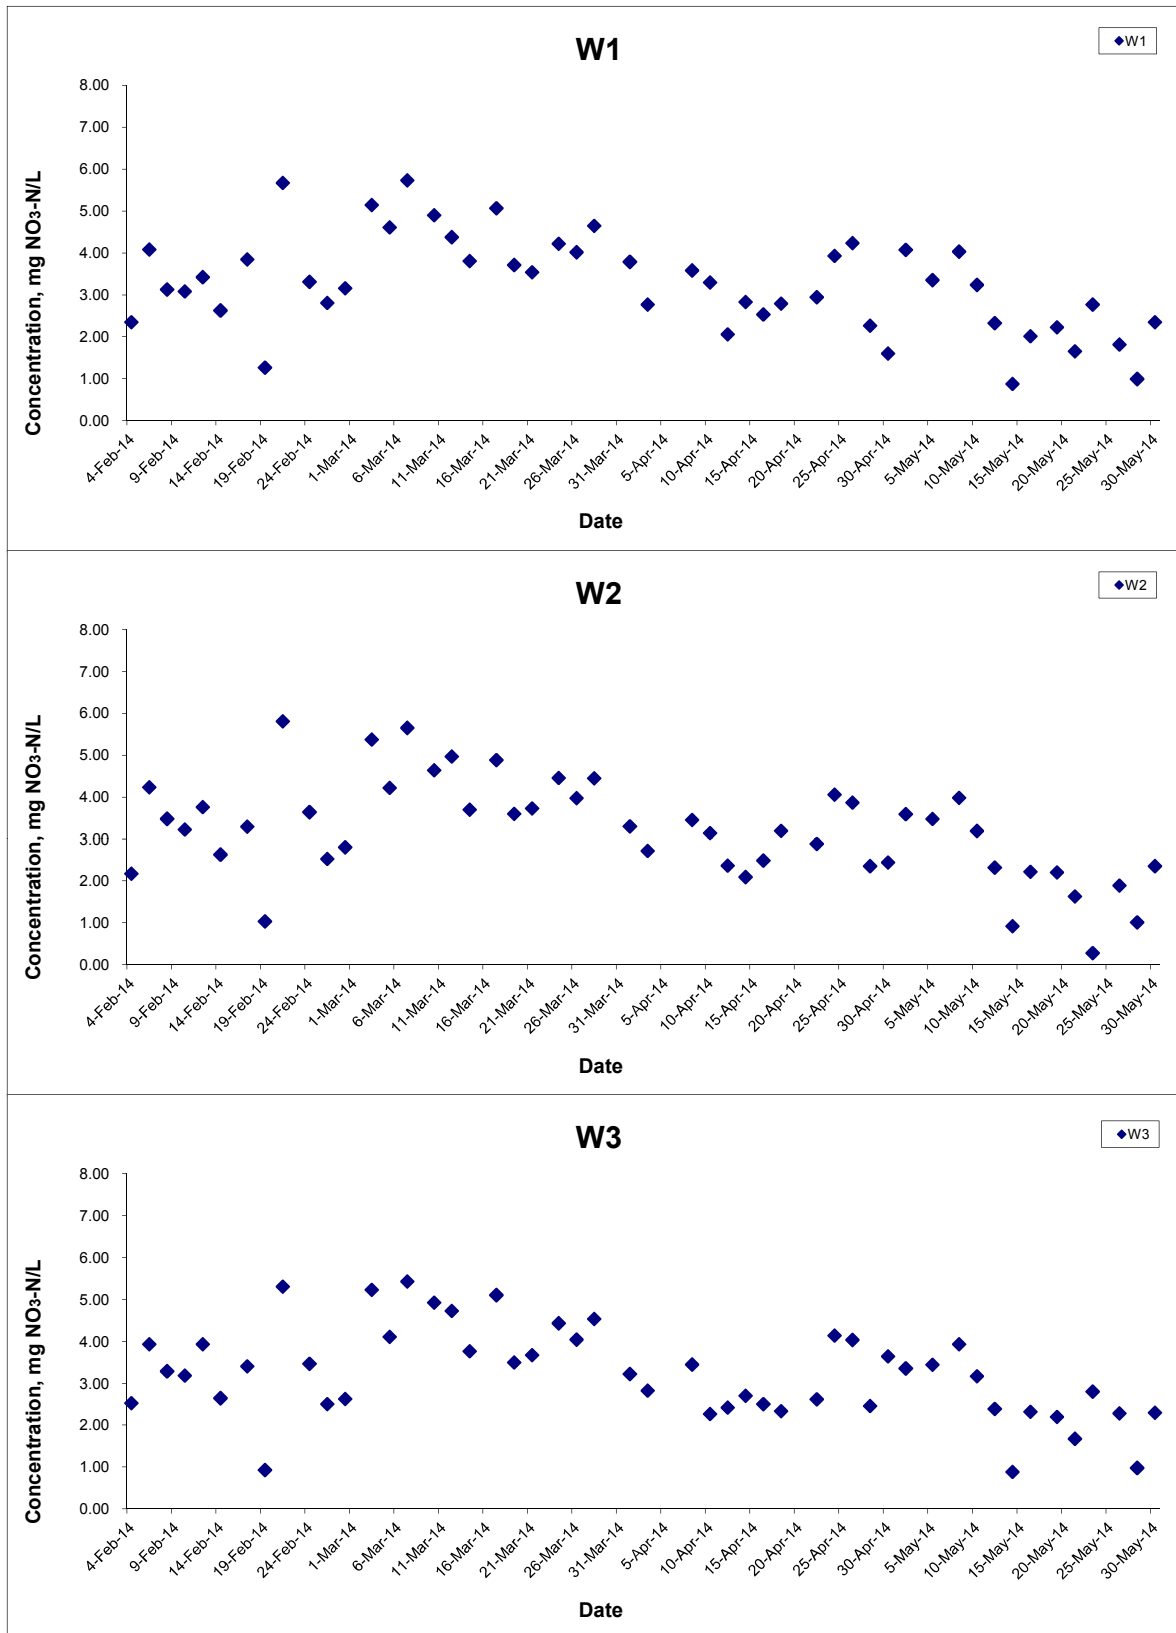 W1
W1
8.00
7.00
6.00
5.00
4.00
3.00
2.00
1.00
0.00
Concentration, mg NO3-N/L
4-Feb-14
9-Feb-14
14-Feb-14
19-Feb-14
24-Feb-14
1-Mar-14
6-Mar-14
11-Mar-14
16-Mar-14
21-Mar-14
26-Mar-14
31-Mar-14
5-Apr-14
10-Apr-14
15-Apr-14
20-Apr-14
25-Apr-14
30-Apr-14
5-May-14
10-May-14
15-May-14
20-May-14
25-May-14
30-May-14
Date
W2
W2
8.00
7.00
6.00
5.00
4.00
3.00
2.00
1.00
0.00
Concentration, mg NO3-N/L
4-Feb-14
9-Feb-14
14-Feb-14
19-Feb-14
24-Feb-14
1-Mar-14
6-Mar-14
11-Mar-14
16-Mar-14
21-Mar-14
26-Mar-14
31-Mar-14
5-Apr-14
10-Apr-14
15-Apr-14
20-Apr-14
25-Apr-14
30-Apr-14
5-May-14
10-May-14
15-May-14
20-May-14
25-May-14
30-May-14
Date
W3
W3
8.00
7.00
6.00
5.00
4.00
3.00
2.00
1.00
0.00
Concentration, mg NO3-N/L
4-Feb-14
9-Feb-14
14-Feb-14
19-Feb-14
24-Feb-14
1-Mar-14
6-Mar-14
11-Mar-14
16-Mar-14
21-Mar-14
26-Mar-14
31-Mar-14
5-Apr-14
10-Apr-14
15-Apr-14
20-Apr-14
25-Apr-14
30-Apr-14
5-May-14
10-May-14
15-May-14
20-May-14
25-May-14
30-May-14
Date